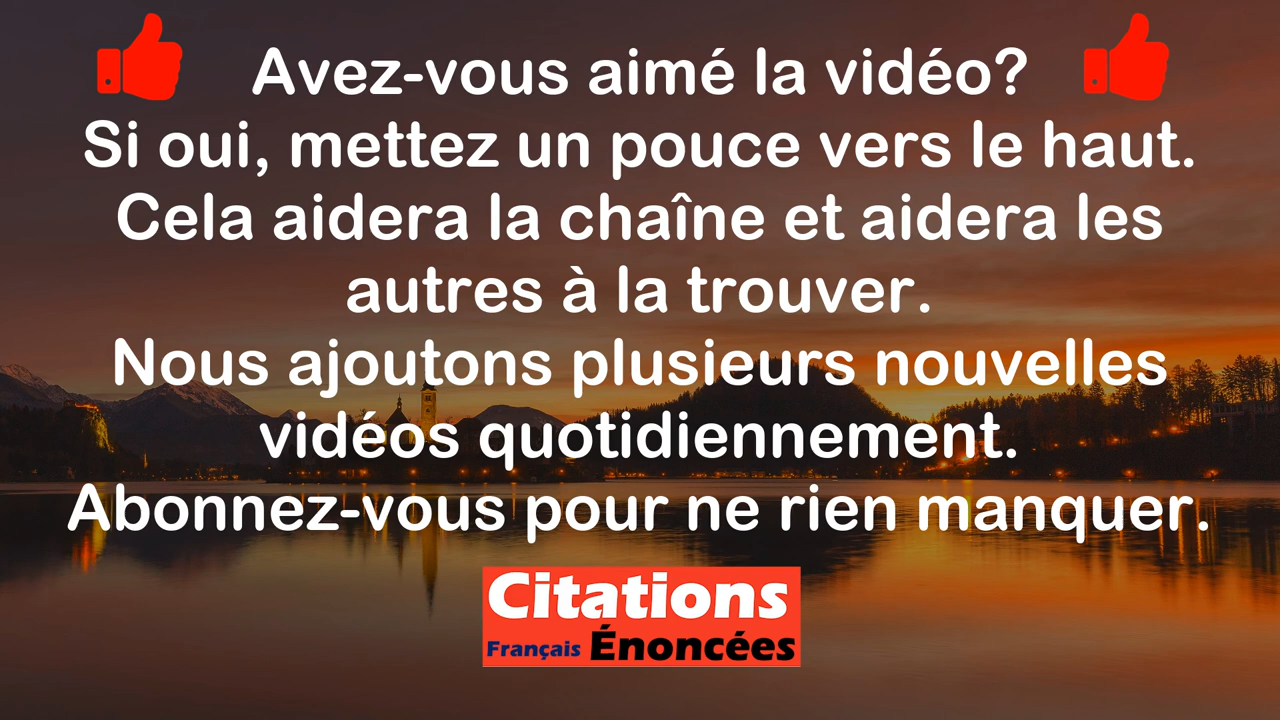 Avez-vous aimé la vidéo?
Si oui, mettez un pouce vers le haut.
Cela aidera la chaîne et aidera les
autres à la trouver.
Nous ajoutons plusieurs nouvelles
vidéos quotidiennement.
Abonnez-vous pour ne rien manquer.
Citations
Français Énoncées